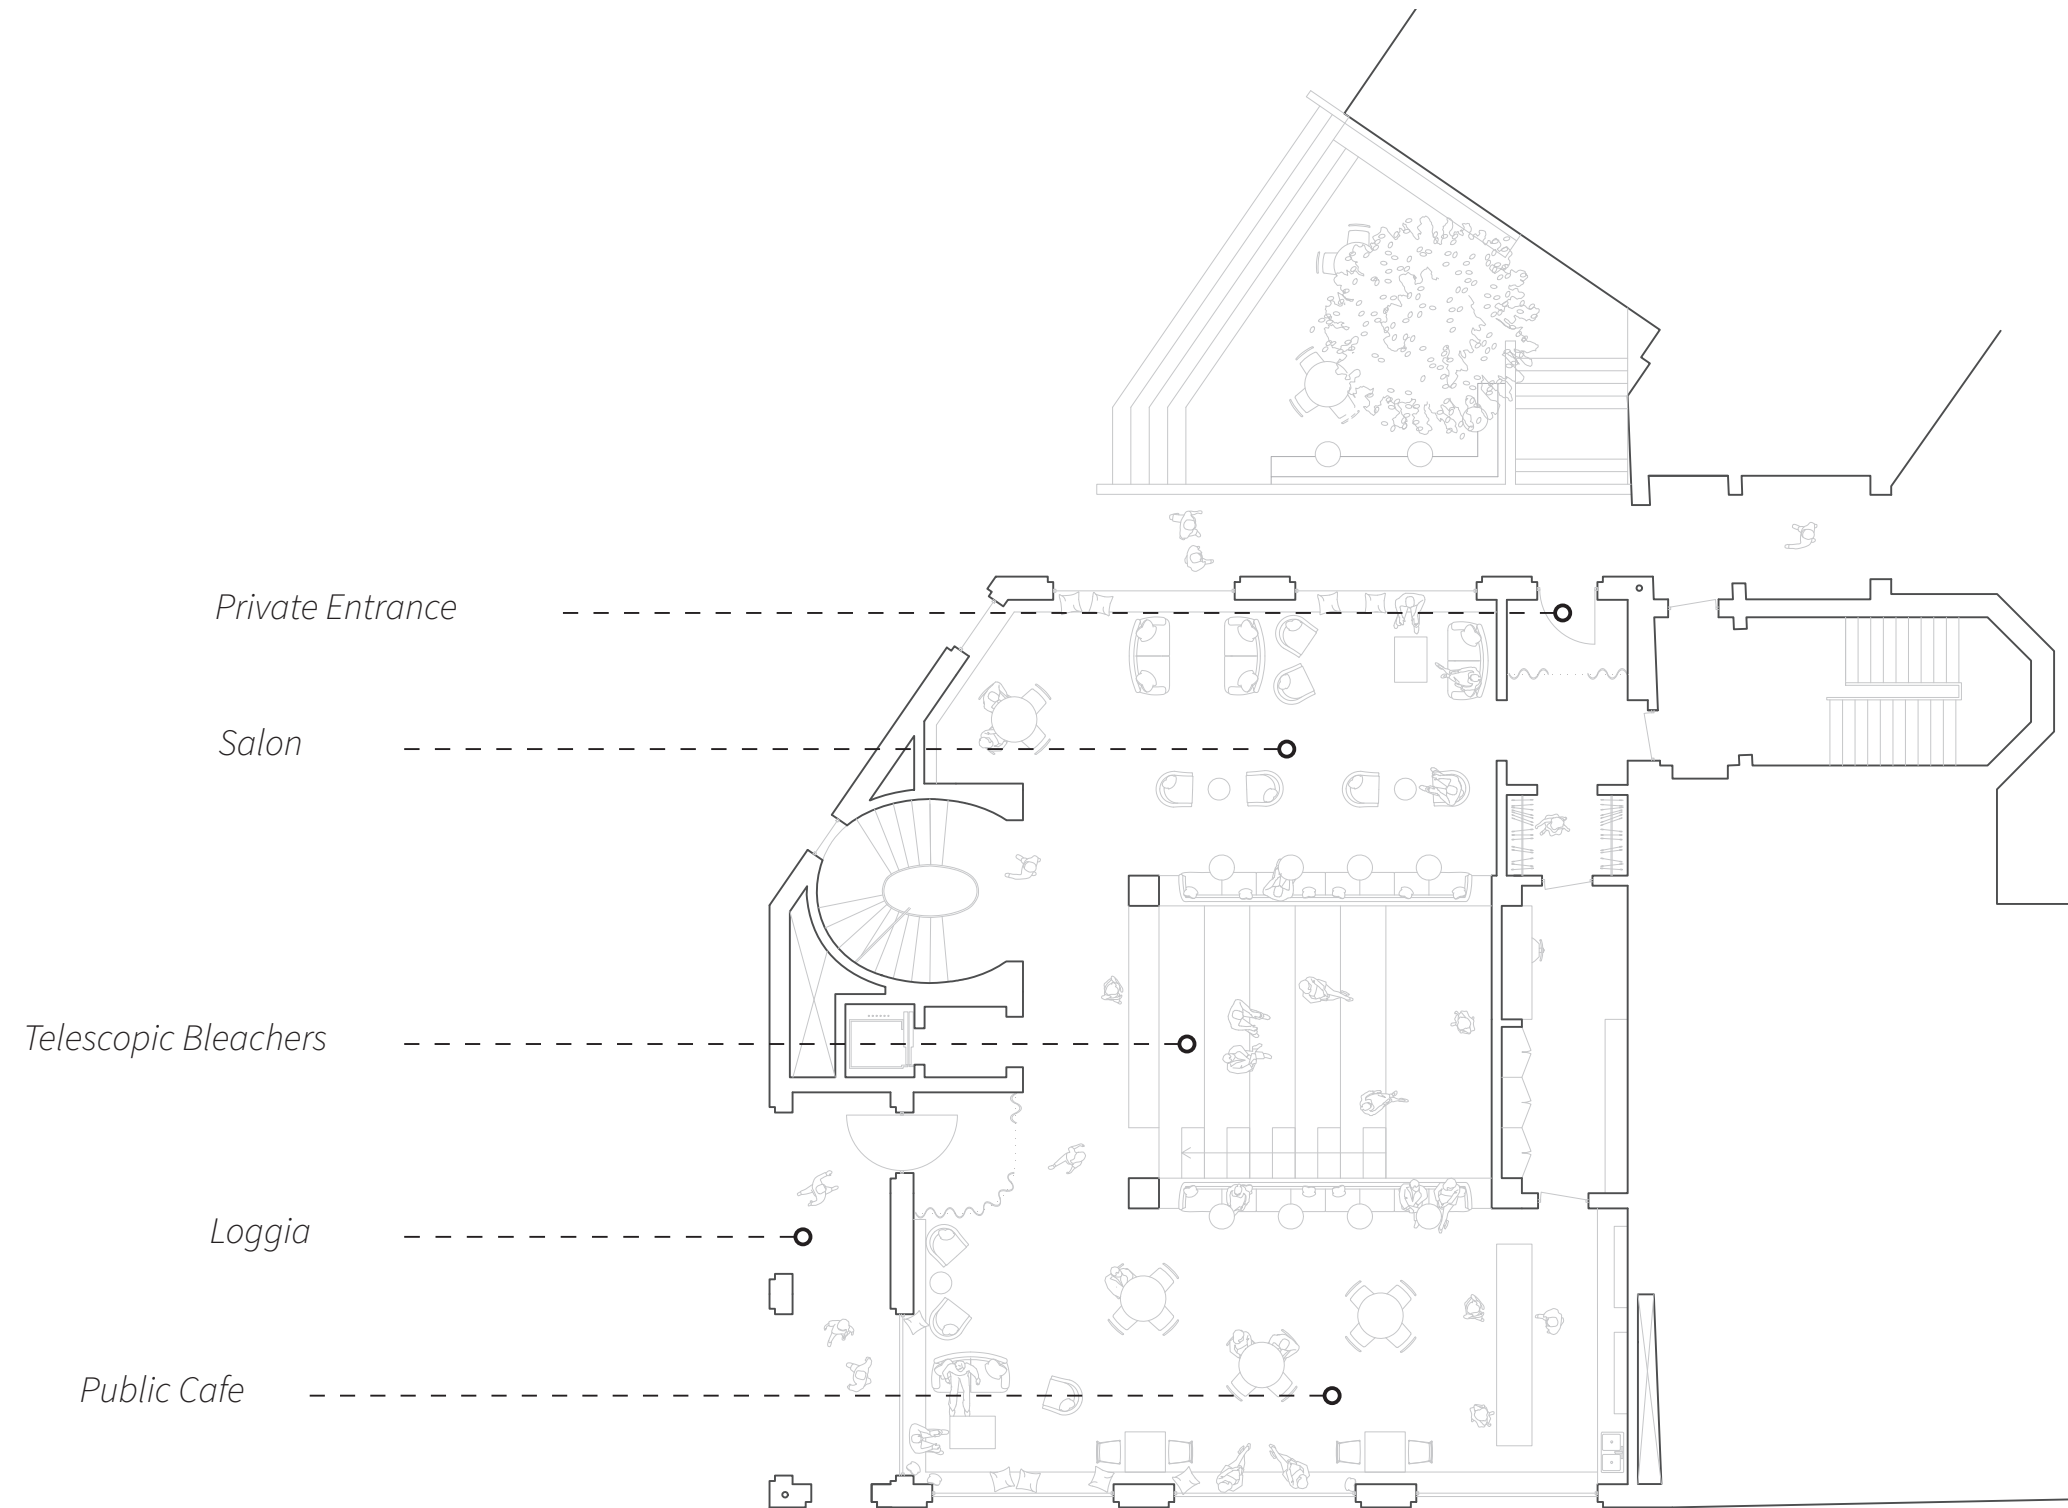 Private Entrance
Salon
Telescopic Bleachers
Loggia
Public Cafe